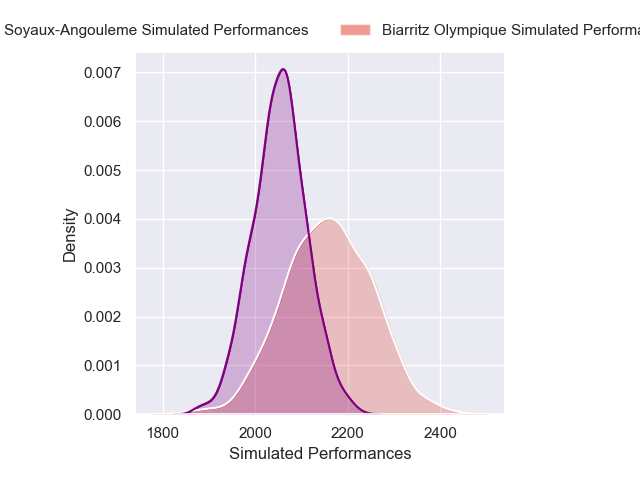 Soyaux-Angouleme Simulated Performances
Biarritz Olympique Simulated Performa
0.007
0.006
0.005
0.004
0.003
0.002
0.001
0.000
Density
1800 2000 2200 2400
Simulated Performances